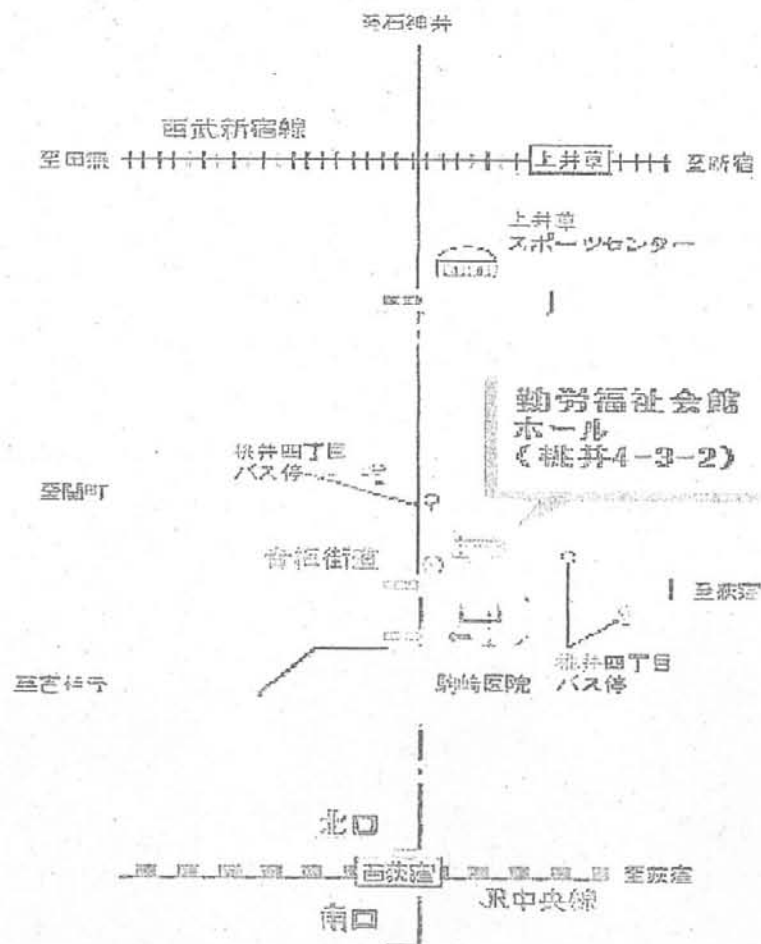 至石神井
西武新宿線
至田無
上井草
至新宿
上井草
スポーツセンター
勤労福祉会館
ホール
(桃井4-3-2)
桃井四丁目
バス停
至関町
青梅街道
至荻窪
桃井四丁目
バス停
至吉祥寺
駒崎医院
北口
西荻窪
至荻窪
JR中央線
南口